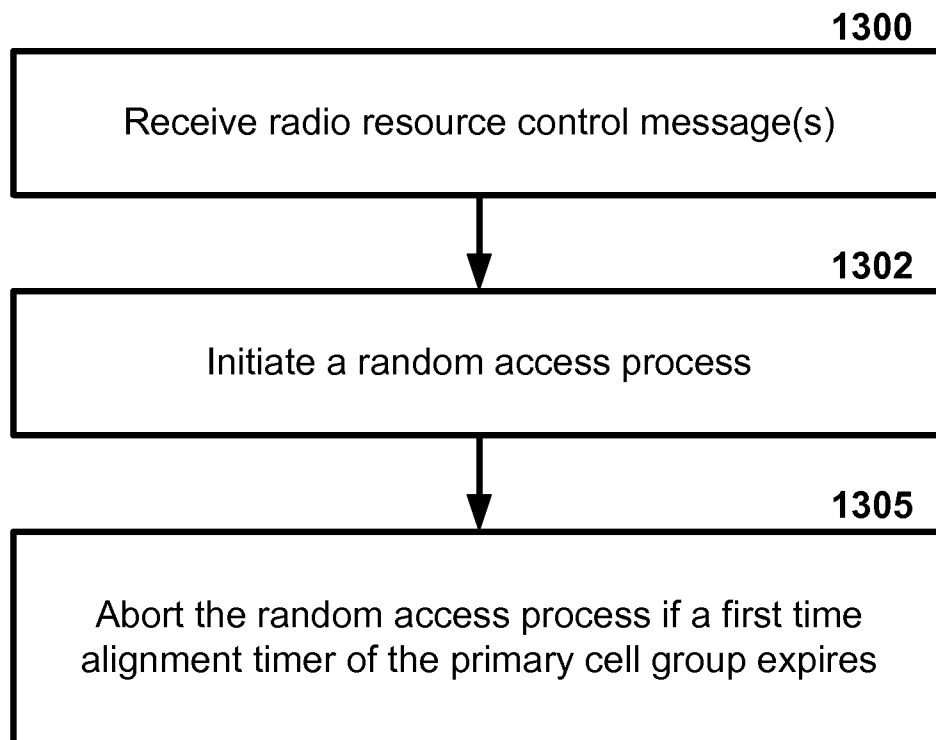 1300
Receive radio resource control message(s)
1302
Initiate a random access process
1305
Abort the random access process if a first time
alignment timer of the primary cell group expires